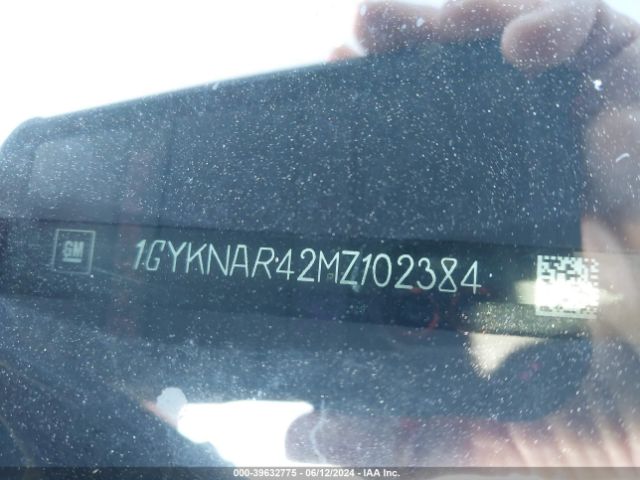 GM
1GYKNAR42MZ102384
000-39632775 - 06/12/2024 - IAA Inc.